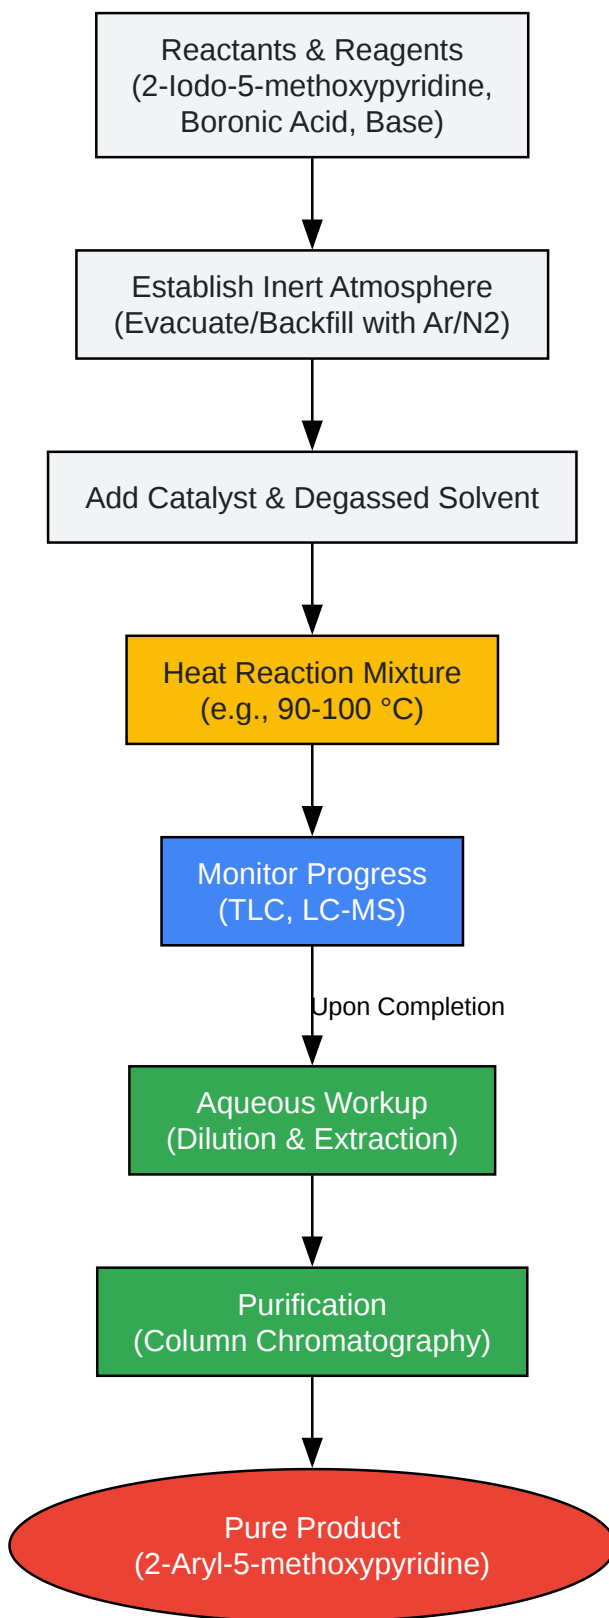 Reactants & Reagents
(2-Iodo-5-methoxypyridine,
Boronic Acid, Base)
Establish Inert Atmosphere
(Evacuate/Backfill with Ar/N2)
Add Catalyst & Degassed Solvent
Heat Reaction Mixture
(e.g., 90-100 °C)
Monitor Progress
(TLC, LC-MS)
Upon Completion
Aqueous Workup
(Dilution & Extraction)
Purification
(Column Chromatography)
Pure Product
(2-Aryl-5-methoxypyridine)